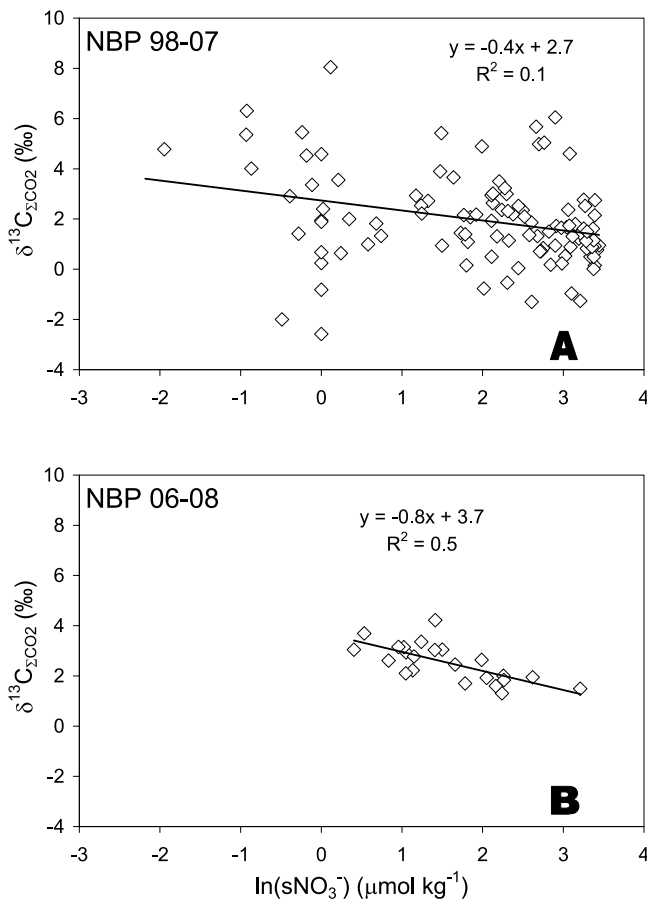 NBP 98-07
y = -0.4x + 2.7
R² = 0.1
10
8
6
4
2
0
-2
-4
δ¹³C_ΣCO2 (‰)
A
-3 -2 -1 0 1 2 3 4
NBP 06-08
y = -0.8x + 3.7
R² = 0.5
10
8
6
4
2
0
-2
-4
δ¹³C_ΣCO2 (‰)
B
-3 -2 -1 0 1 2 3 4
ln(sNO₃⁻) (μmol kg⁻¹)